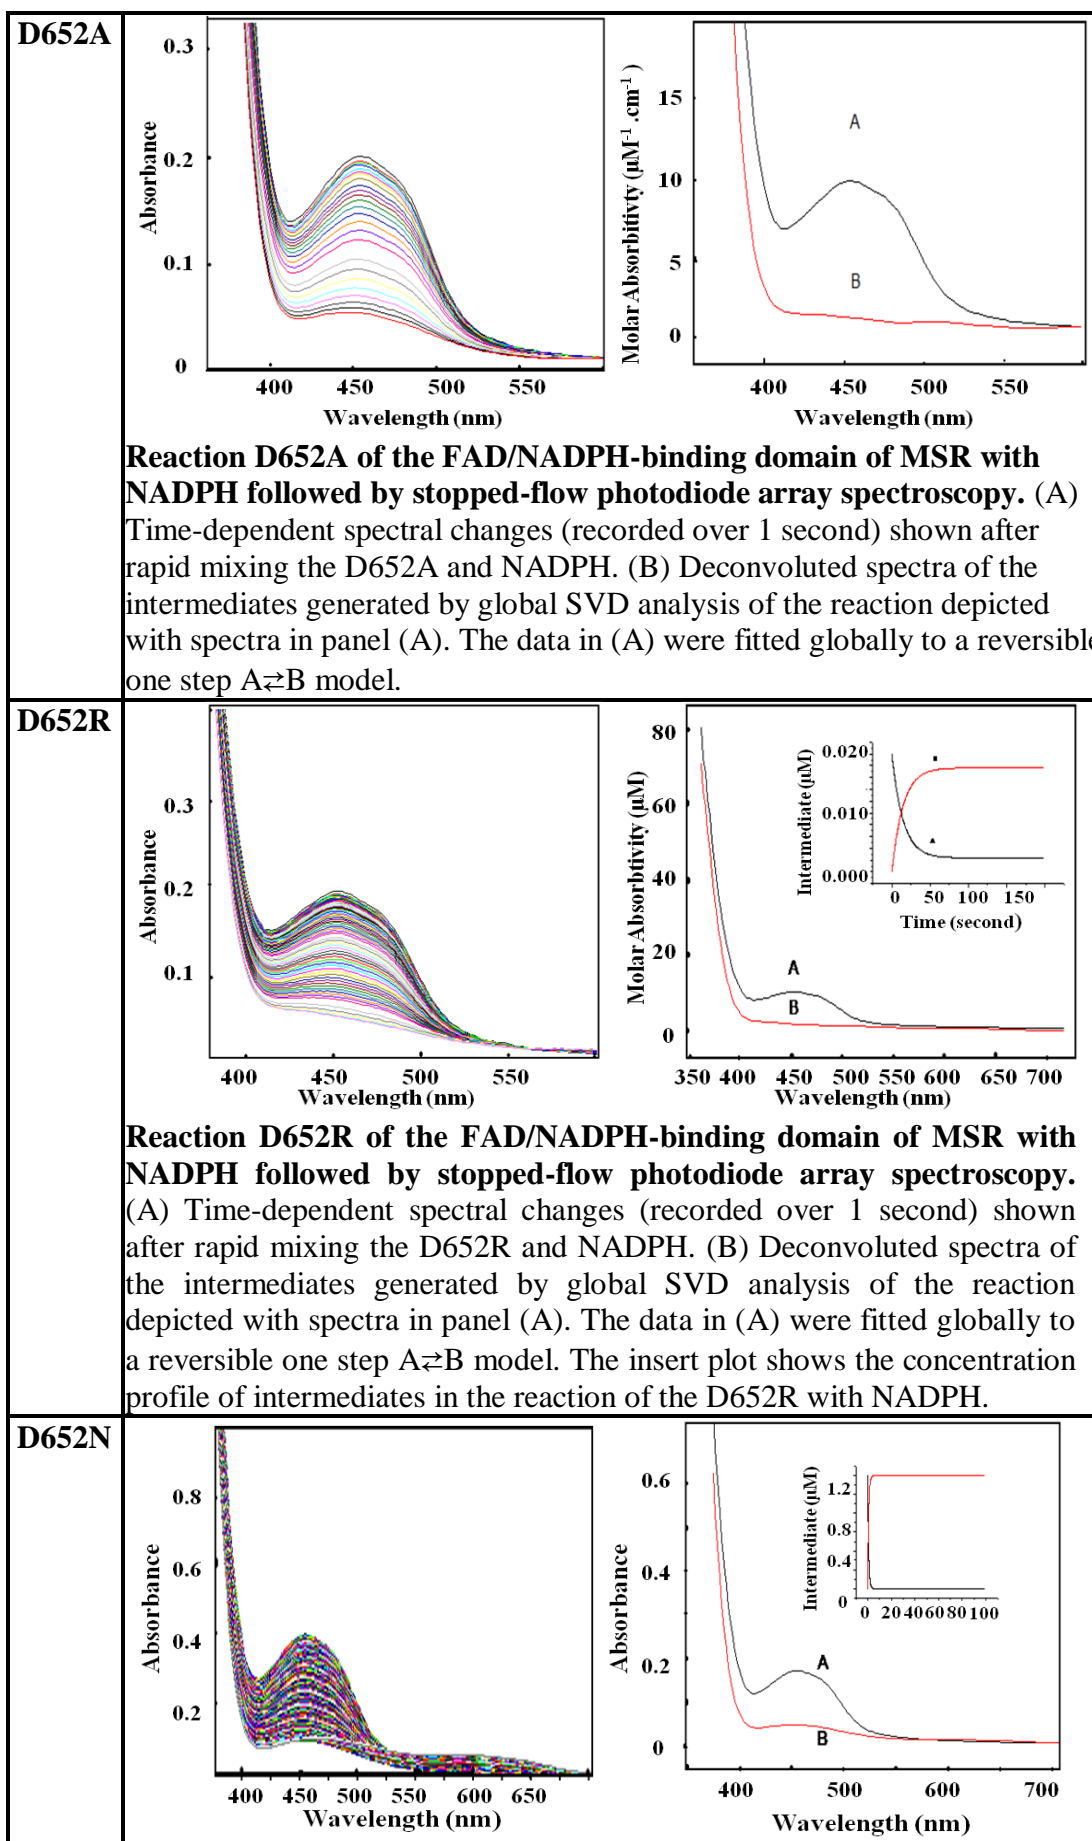 D652A
0.3
0.2
0.1
0
Absorbance
400 450 500 550
Wavelength (nm)
15
10
5
0
Molar Absorbitivty (µM-1 .cm-1 )
A
B
400 450 500 550
Wavelength (nm)
Reaction D652A of the FAD/NADPH-binding domain of MSR with
NADPH followed by stopped-flow photodiode array spectroscopy. (A)
Time-dependent spectral changes (recorded over 1 second) shown after
rapid mixing the D652A and NADPH. (B) Deconvoluted spectra of the
intermediates generated by global SVD analysis of the reaction depicted
with spectra in panel (A). The data in (A) were fitted globally to a reversible
one step A⇄B model.
D652R
0.3
0.2
0.1
Absorbance
400 450 500 550
Wavelength (nm)
80
60
40
20
0
Molar Absorbtivity (µM)
A
B
350 400 450 500 550 600 650 700
Wavelength (nm)
0.020
0.010
0.000
Intermediate (µM)
0 50 100 150
Time (second)
Reaction D652R of the FAD/NADPH-binding domain of MSR with
NADPH followed by stopped-flow photodiode array spectroscopy.
(A) Time-dependent spectral changes (recorded over 1 second) shown
after rapid mixing the D652R and NADPH. (B) Deconvoluted spectra of
the intermediates generated by global SVD analysis of the reaction
depicted with spectra in panel (A). The data in (A) were fitted globally to
a reversible one step A⇄B model. The insert plot shows the concentration
profile of intermediates in the reaction of the D652R with NADPH.
D652N
0.8
0.6
0.4
0.2
Absorbance
400 450 500 550 600 650
Wavelength (nm)
0.6
0.4
0.2
0
Absorbance
A
B
400 500 600 700
Wavelength (nm)
1.2
0.8
0.4
0
Intermediate (µM)
0 20 40 60 80 100